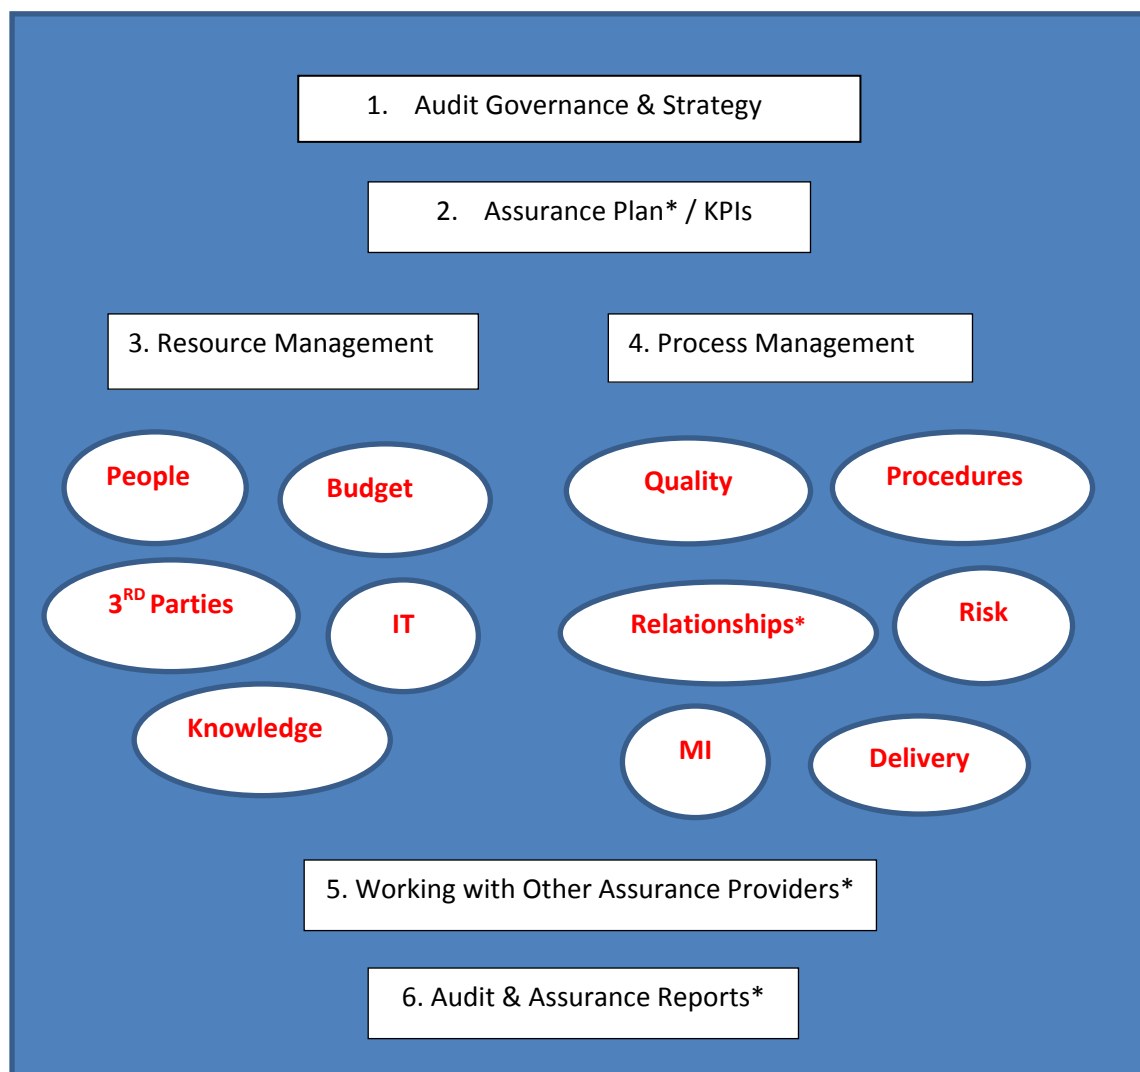 1. Audit Governance & Strategy
2. Assurance Plan* / KPIs
3. Resource Management
4. Process Management
People
Budget
Quality
Procedures
3RD Parties
IT
Relationships*
Risk
Knowledge
MI
Delivery
5. Working with Other Assurance Providers*
6. Audit & Assurance Reports*